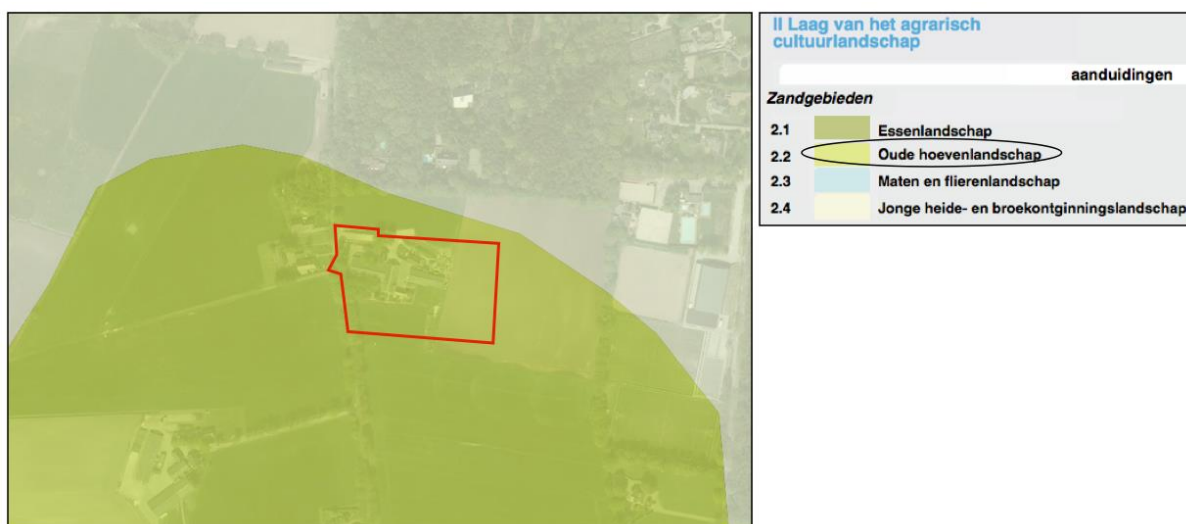 II Laag van het agrarisch
cultuurlandschap
aanduidingen
Zandgebieden
2.1 Essenlandschap
2.2 Oude hoevenlandschap
2.3 Maten en flierenlandschap
2.4 Jonge heide- en broekontginningslandschap